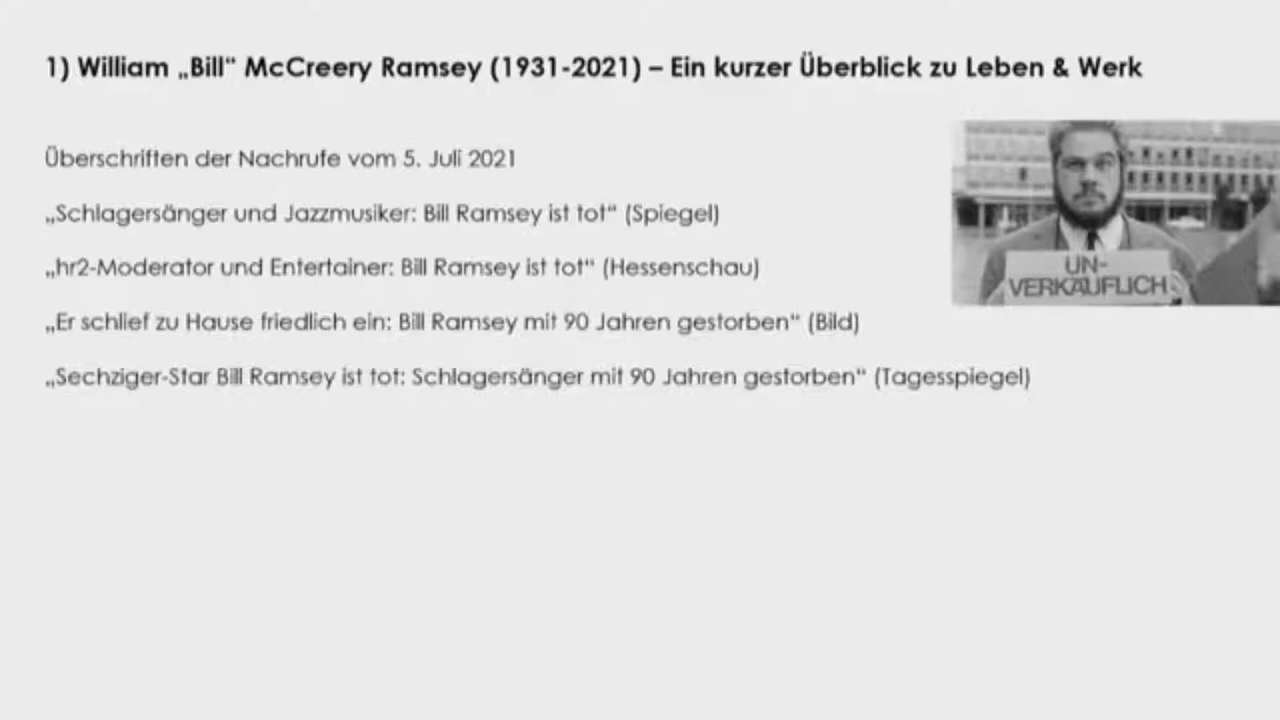 1) William „Bill“ McCreery Ramsey (1931-2021) – Ein kurzer Überblick zu Leben & Werk
Überschriften der Nachrufe vom 5. Juli 2021
„Schlagersänger und Jazzmusiker: Bill Ramsey ist tot“ (Spiegel)
„hr2-Moderator und Entertainer: Bill Ramsey ist tot“ (Hessenschau)
„Er schlief zu Hause friedlich ein: Bill Ramsey mit 90 Jahren gestorben“ (Bild)
„Sechziger-Star Bill Ramsey ist tot: Schlagersänger mit 90 Jahren gestorben“ (Tagesspiegel)
UN-
VERKÄUFLICH